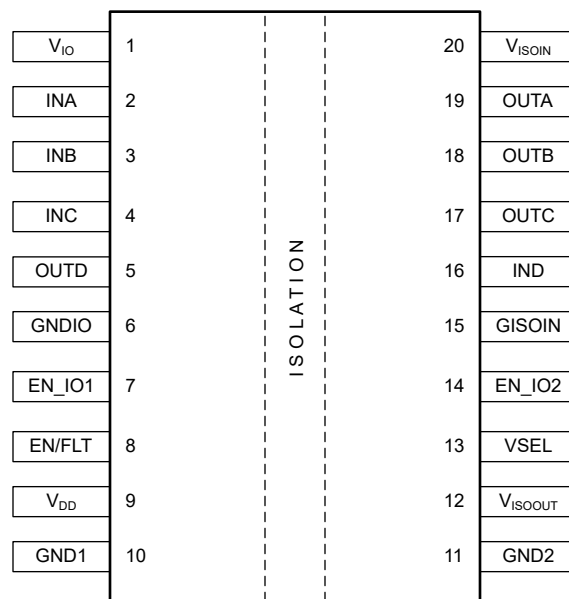 V_IO 1 20 V_ISOIN
INA 2 19 OUTA
INB 3 18 OUTB
INC 4 17 OUTC
OUTD 5 16 IND
GNDIO 6 15 GISOIN
EN_IO1 7 14 EN_IO2
EN/FLT 8 13 VSEL
V_DD 9 12 V_ISOOUT
GND1 10 11 GND2
ISOLATION